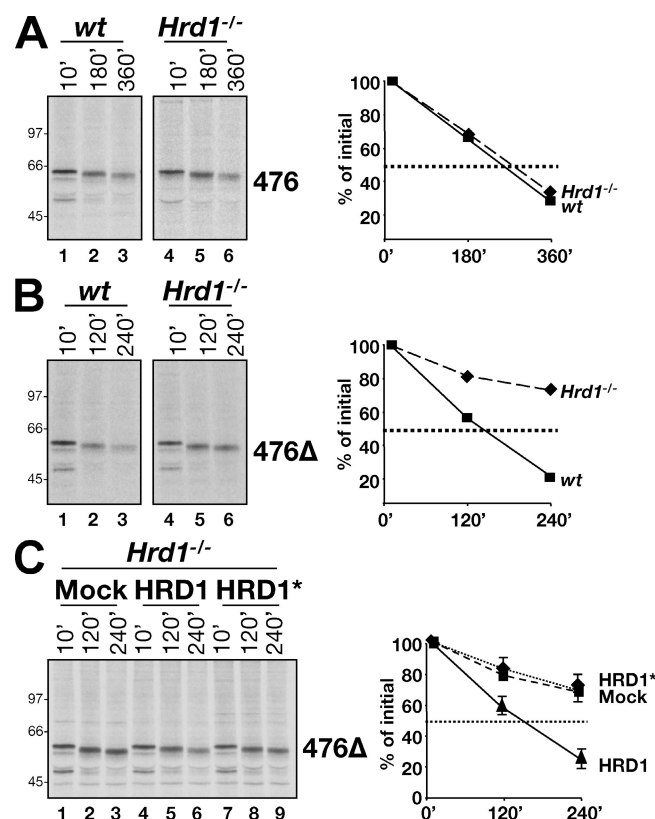 A
wt Hrd1-/-
10' 180' 360' 10' 180' 360'
97-
66-
45-
476
1 2 3 4 5 6
% of initial
100
80
60
40
20
Hrd1-/-
wt
0' 180' 360'
B
wt Hrd1-/-
10' 120' 240' 10' 120' 240'
97-
66-
45-
476Δ
1 2 3 4 5 6
% of initial
100
80
60
40
20
Hrd1-/-
wt
0' 120' 240'
C
Hrd1-/-
Mock HRD1 HRD1*
10' 120' 240' 10' 120' 240' 10' 120' 240'
97-
66-
45-
476Δ
1 2 3 4 5 6 7 8 9
% of initial
100
80
60
40
20
0
HRD1*
Mock
HRD1
0' 120' 240'